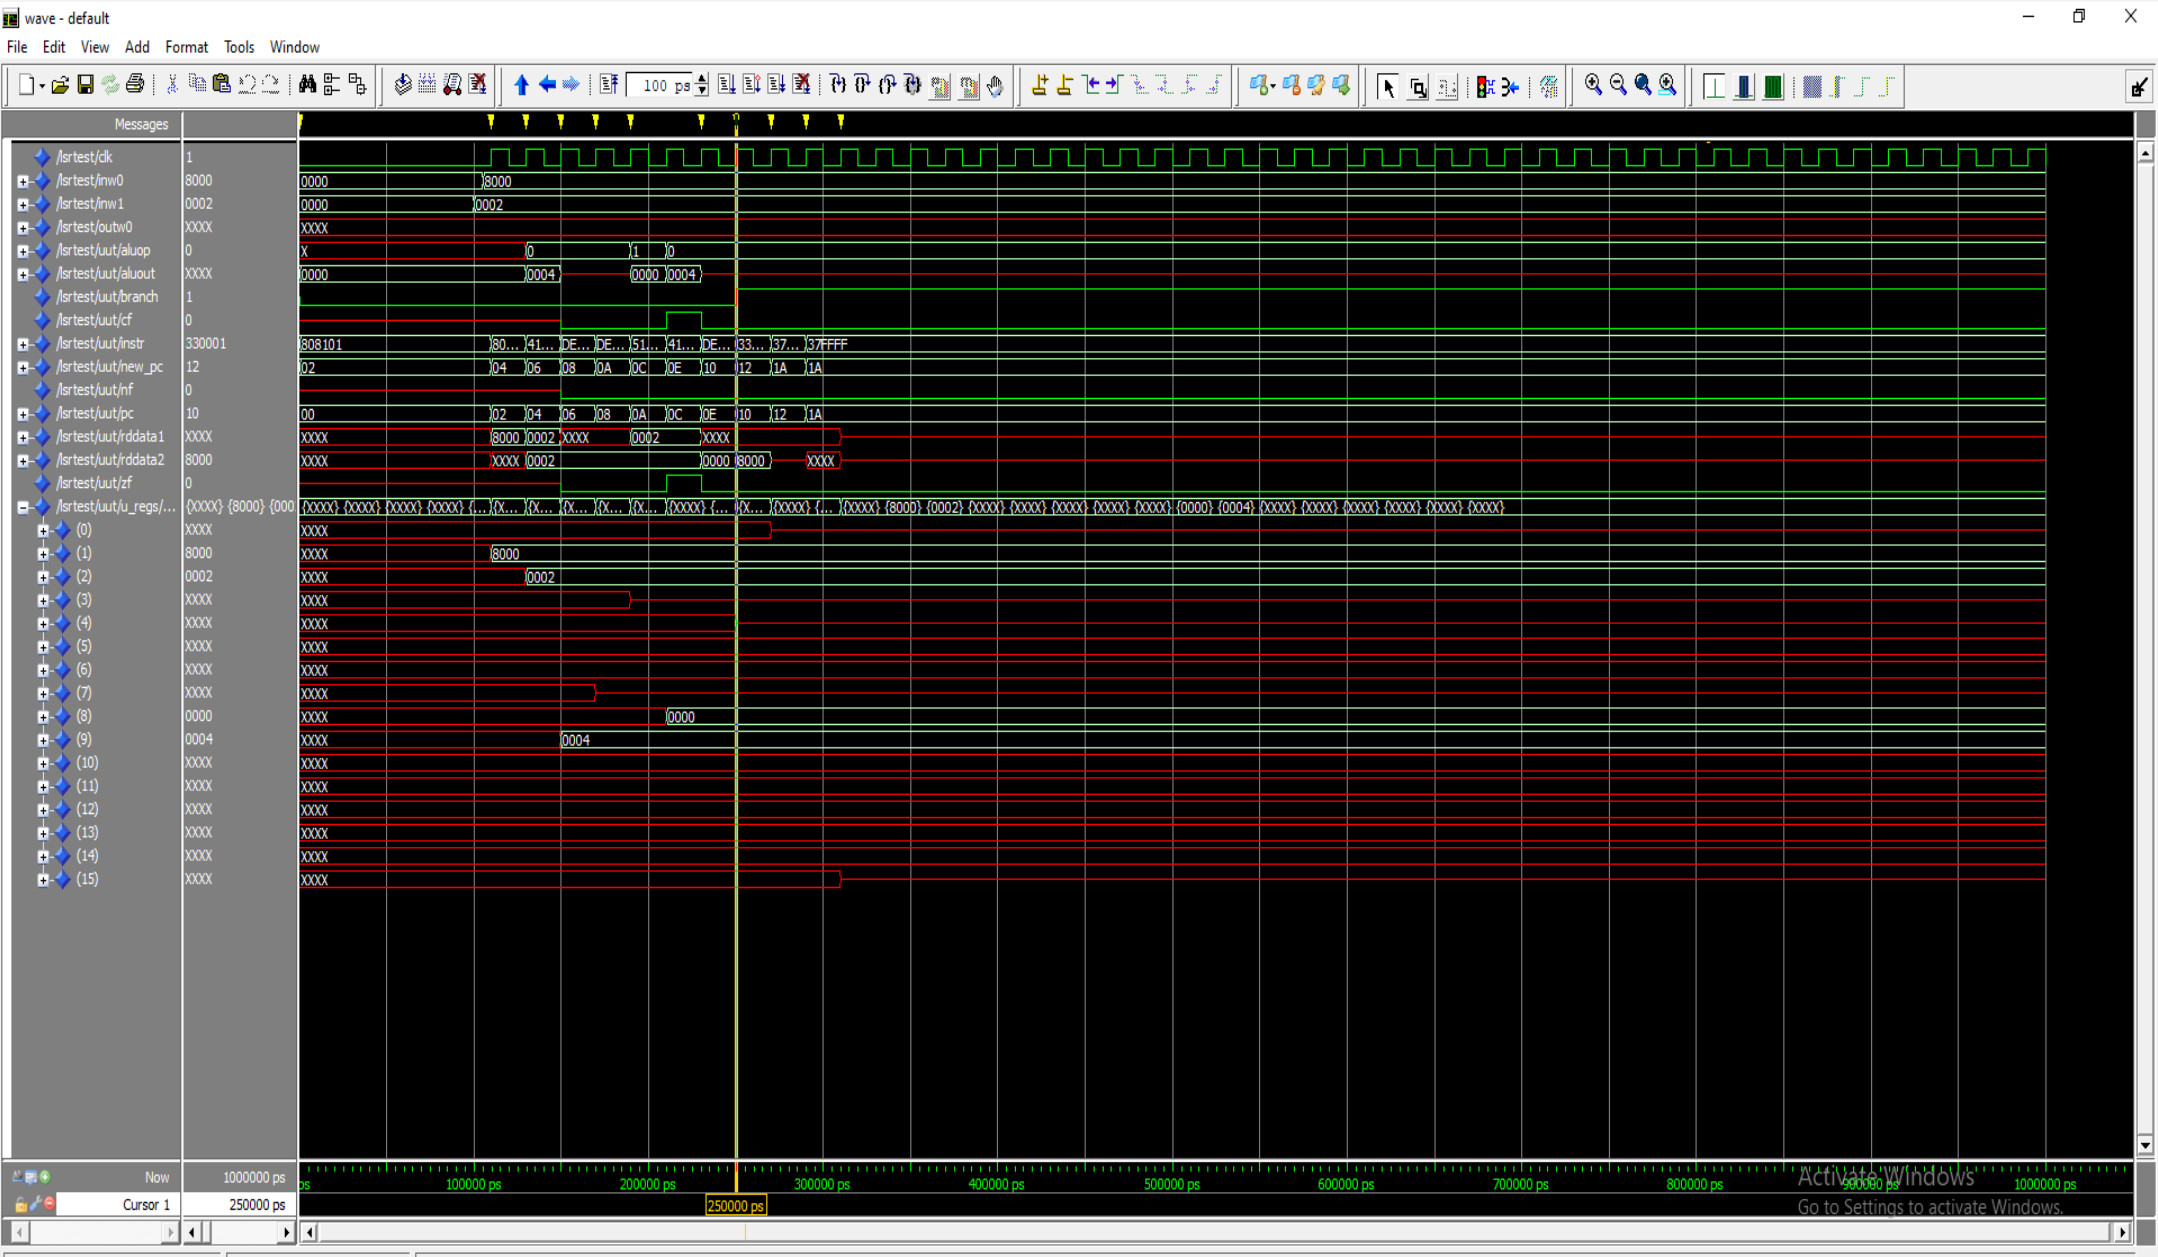 wave - default
File Edit View Add Format Tools Window
100 ps
Messages
/lsrtest/clk 1
/lsrtest/inw0 8000 0000 8000
/lsrtest/inw1 0002 0000 0002
/lsrtest/outw0 XXXX XXXX
/lsrtest/uut/aluop 0 X 0 1 0
/lsrtest/uut/aluout XXXX 0000 0004 0000 0004
/lsrtest/uut/branch 1
/lsrtest/uut/cf 0
/lsrtest/uut/instr 330001 808101 80... 41... DE... DE... 51... 41... DE... 33... 37... 37FFFF
/lsrtest/uut/new_pc 12 02 04 06 08 0A 0C 0E 10 12 1A 1A
/lsrtest/uut/nf 0
/lsrtest/uut/pc 10 00 02 04 06 08 0A 0C 0E 10 12 1A
/lsrtest/uut/rddata1 XXXX XXXX 8000 0002 XXXX 0002 XXXX
/lsrtest/uut/rddata2 8000 XXXX XXXX 0002 0000 8000 XXXX
/lsrtest/uut/zf 0
/lsrtest/uut/u_regs/... {XXXX} {8000} {000 {XXXX} {XXXX} {XXXX} {XXXX} {... {X... {X... {X... {X... {X... {XXXX} {... {X... {XXXX} {... {XXXX} {8000} {0002} {XXXX} {XXXX} {XXXX} {XXXX} {XXXX} {0000} {0004} {XXXX} {XXXX} {XXXX} {XXXX} {XXXX} {XXXX}
(0) XXXX XXXX
(1) 8000 XXXX 8000
(2) 0002 XXXX 0002
(3) XXXX XXXX
(4) XXXX XXXX
(5) XXXX XXXX
(6) XXXX XXXX
(7) XXXX XXXX
(8) 0000 XXXX 0000
(9) 0004 XXXX 0004
(10) XXXX XXXX
(11) XXXX XXXX
(12) XXXX XXXX
(13) XXXX XXXX
(14) XXXX XXXX
(15) XXXX XXXX
Now 1000000 ps ps 100000 ps 200000 ps 300000 ps 400000 ps 500000 ps 600000 ps 700000 ps 800000 ps 900000 ps 1000000 ps
Cursor 1 250000 ps 250000 ps
Activate Windows
Go to Settings to activate Windows.